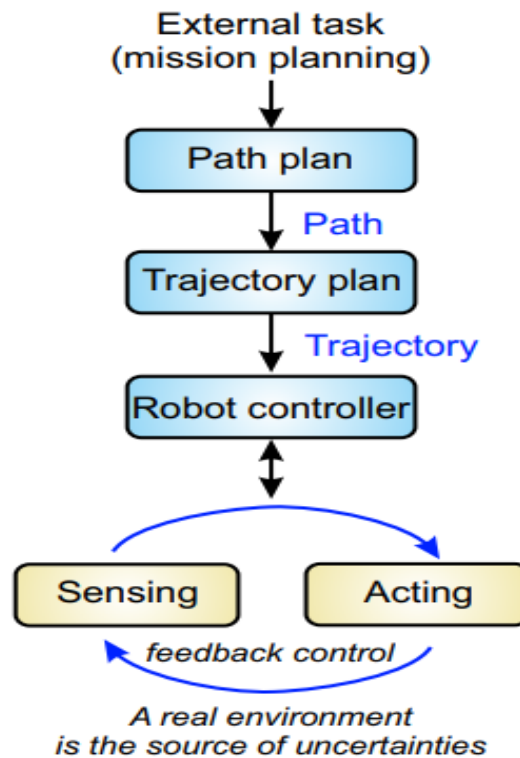 External task
(mission planning)
Path plan
Path
Trajectory plan
Trajectory
Robot controller
Sensing
Acting
feedback control
A real environment
is the source of uncertainties